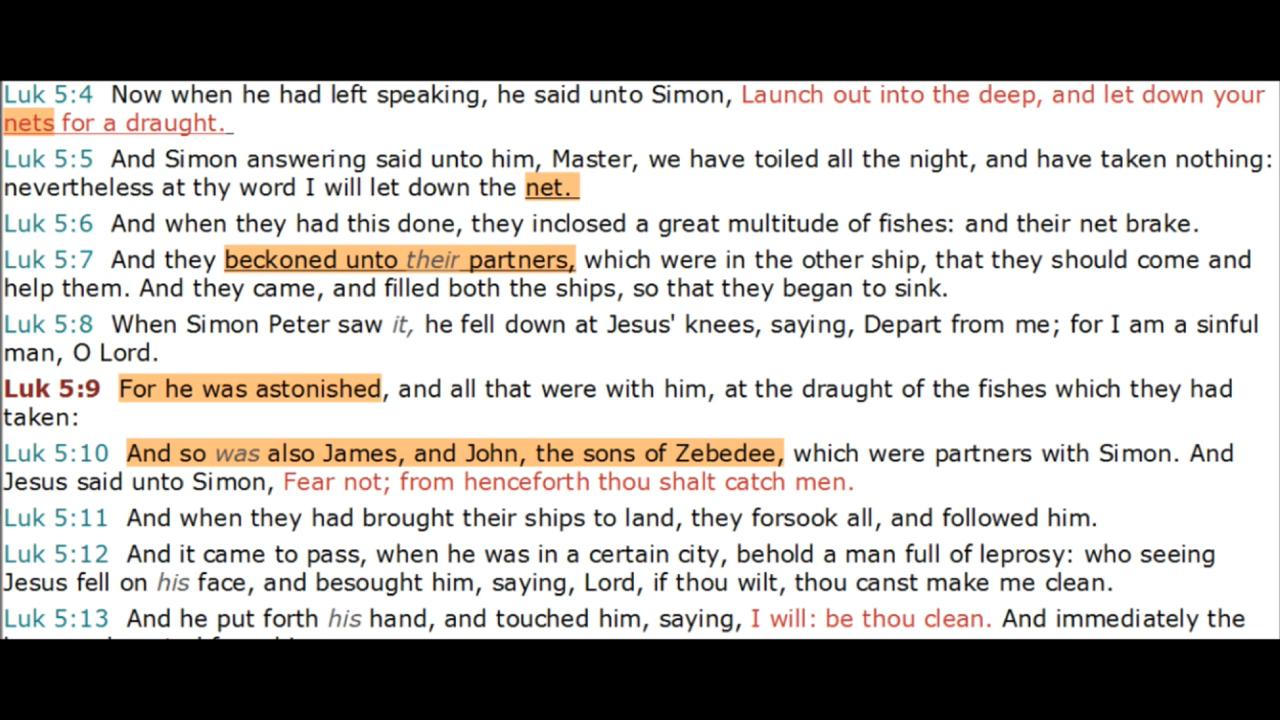 Luk 5:4 Now when he had left speaking, he said unto Simon, Launch out into the deep, and let down your
nets for a draught.
Luk 5:5 And Simon answering said unto him, Master, we have toiled all the night, and have taken nothing:
nevertheless at thy word I will let down the net.
Luk 5:6 And when they had this done, they inclosed a great multitude of fishes: and their net brake.
Luk 5:7 And they beckoned unto their partners, which were in the other ship, that they should come and
help them. And they came, and filled both the ships, so that they began to sink.
Luk 5:8 When Simon Peter saw it, he fell down at Jesus' knees, saying, Depart from me; for I am a sinful
man, O Lord.
Luk 5:9 For he was astonished, and all that were with him, at the draught of the fishes which they had
taken:
Luk 5:10 And so was also James, and John, the sons of Zebedee, which were partners with Simon. And
Jesus said unto Simon, Fear not; from henceforth thou shalt catch men.
Luk 5:11 And when they had brought their ships to land, they forsook all, and followed him.
Luk 5:12 And it came to pass, when he was in a certain city, behold a man full of leprosy: who seeing
Jesus fell on his face, and besought him, saying, Lord, if thou wilt, thou canst make me clean.
Luk 5:13 And he put forth his hand, and touched him, saying, I will: be thou clean. And immediately the